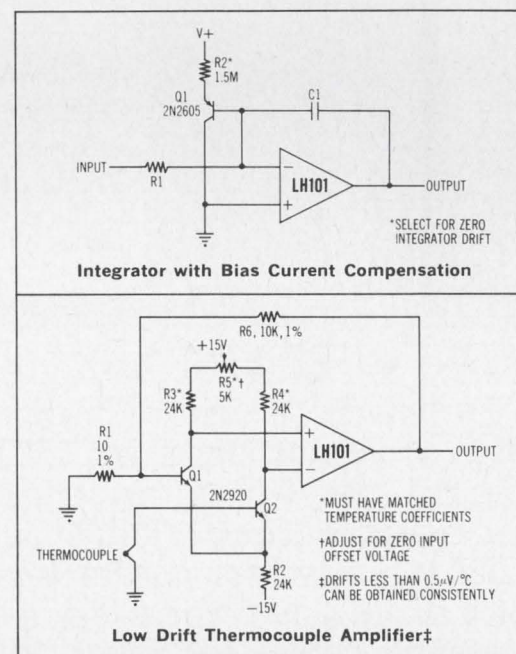 V+
R2*
1.5M
Q1
2N2605
C1
INPUT
R1
−
+
LH101
OUTPUT
*SELECT FOR ZERO
INTEGRATOR DRIFT
Integrator with Bias Current Compensation
R6, 10K, 1%
+15V
R5*†
5K
R3*
24K
R4*
24K
R1
10
1%
+
−
LH101
OUTPUT
Q1
2N2920
Q2
THERMOCOUPLE
R2
24K
−15V
*MUST HAVE MATCHED
TEMPERATURE COEFFICIENTS
†ADJUST FOR ZERO INPUT
OFFSET VOLTAGE
‡DRIFTS LESS THAN 0.5μV/°C
CAN BE OBTAINED CONSISTENTLY
Low Drift Thermocouple Amplifier‡